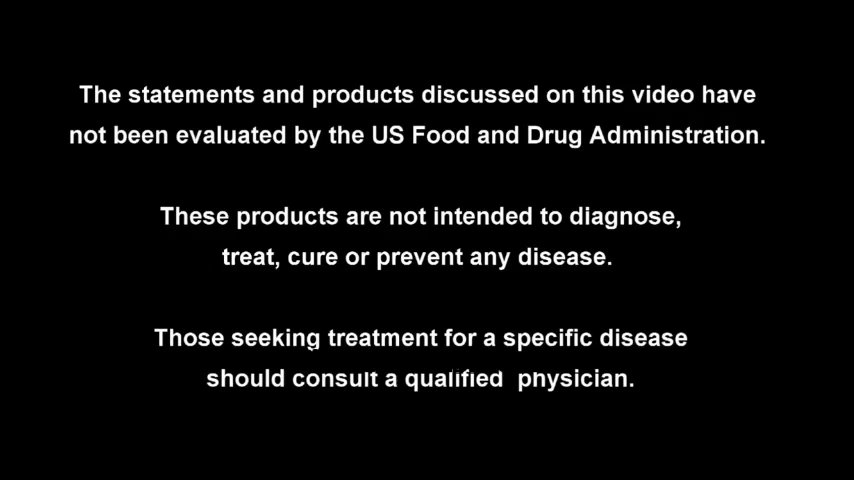 The statements and products discussed on this video have
not been evaluated by the US Food and Drug Administration.
These products are not intended to diagnose,
treat, cure or prevent any disease.
Those seeking treatment for a specific disease
should consult a qualified physician.